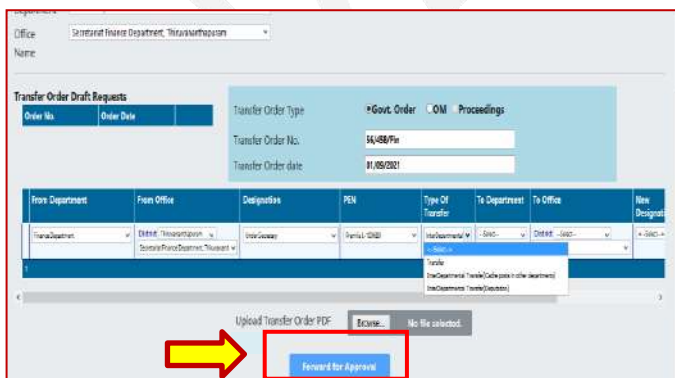 Office
Secretariat Finance Department, Thiruvananthapuram
Name
Transfer Order Draft Requests
Order No. Order Date
Transfer Order Type Govt. Order OM Proceedings
Transfer Order No. 56/458/Fin
Transfer Order date 01/09/2021
From Department From Office Designation PEN Type Of Transfer To Department To Office New Designati
Finance Department District Thiruvananthapuram Under Secretary InterDepartmental --Select-- District --Select-- --Select--
Secretariat Finance Department, Thiruvanant
--Select--
Transfer
InterDepartmental Transfer(Cadre posts in other departments)
InterDepartmental Transfer(Deputation)
1
Upload Transfer Order PDF Browse... No file selected.
Forward for Approval